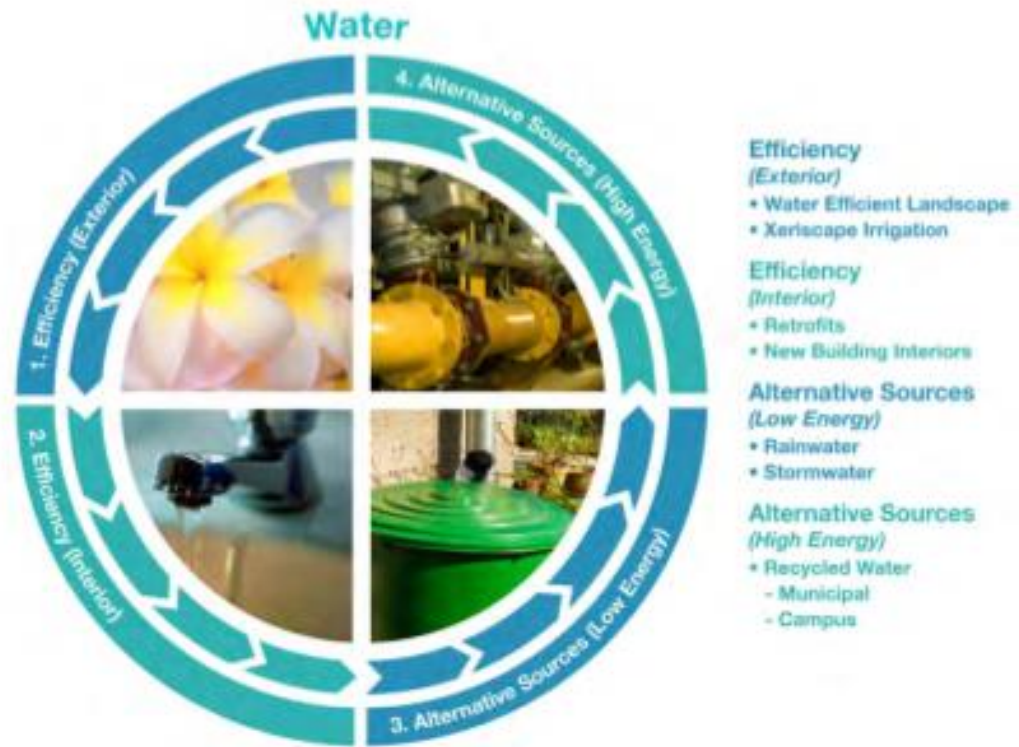 Water
1. Efficiency (Exterior)
4. Alternative Sources (High Energy)
2. Efficiency (Interior)
3. Alternative Sources (Low Energy)
Efficiency
(Exterior)
• Water Efficient Landscape
• Xeriscape Irrigation
Efficiency
(Interior)
• Retrofits
• New Building Interiors
Alternative Sources
(Low Energy)
• Rainwater
• Stormwater
Alternative Sources
(High Energy)
• Recycled Water
- Municipal
- Campus